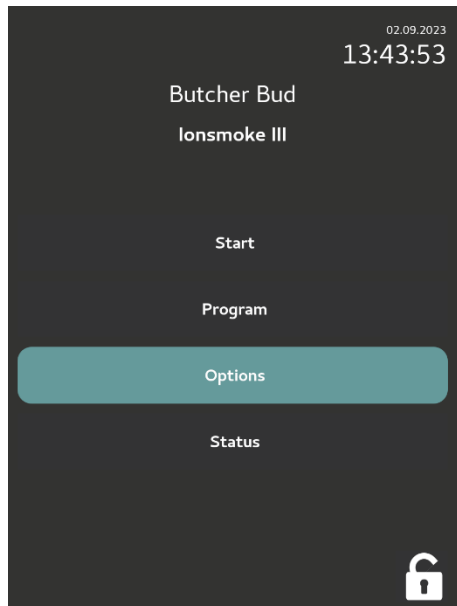 02.09.2023
13:43:53
Butcher Bud
Ionsmoke III
Start
Program
Options
Status